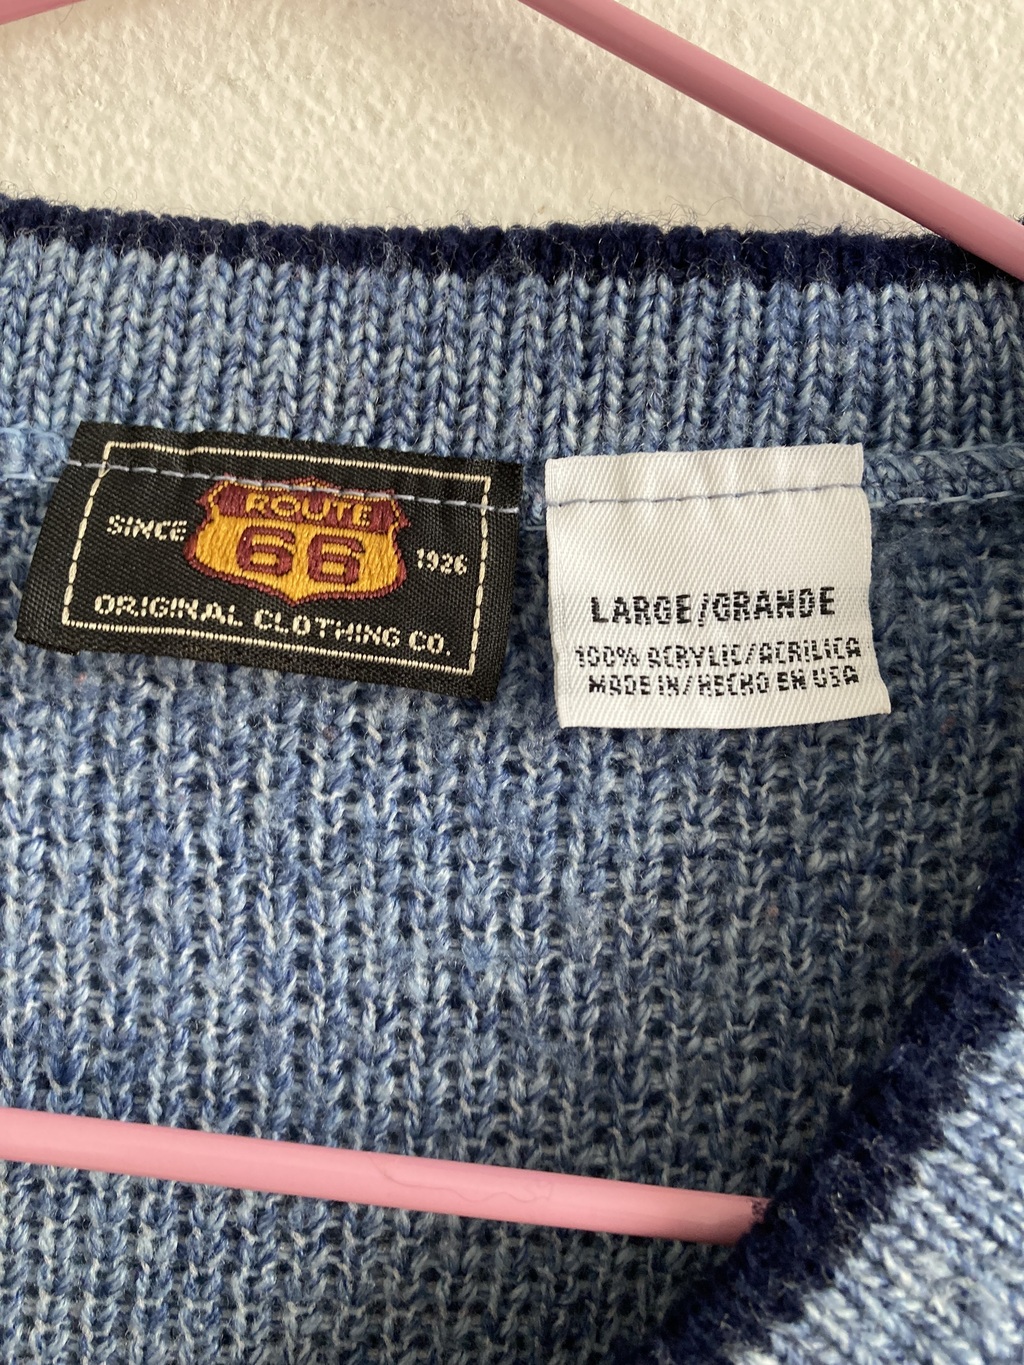 ROUTE
SINCE 66 1926
ORIGINAL CLOTHING CO.
LARGE/GRANDE
100% ACRYLIC/ACRILICA
MADE IN/HECHO EN USA